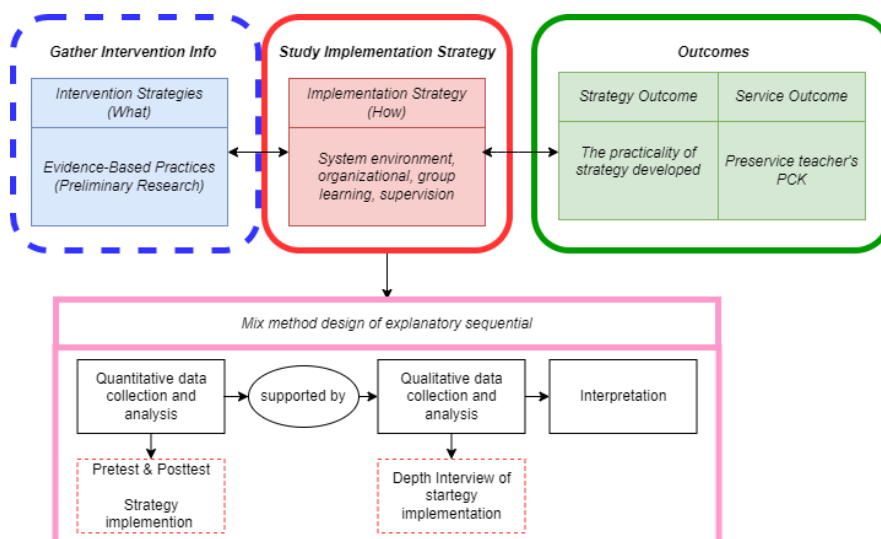 Gather Intervention Info
Study Implementation Strategy
Outcomes
Intervention Strategies
(What)
Evidence-Based Practices
(Preliminary Research)
Implementation Strategy
(How)
System environment,
organizational, group
learning, supervision
Strategy Outcome
Service Outcome
The practicality of
strategy developed
Preservice teacher's
PCK
Mix method design of explanatory sequential
Quantitative data
collection and
analysis
supported by
Qualitative data
collection and
analysis
Interpretation
Pretest & Posttest
Strategy
implemention
Depth Interview of
startegy
implementation